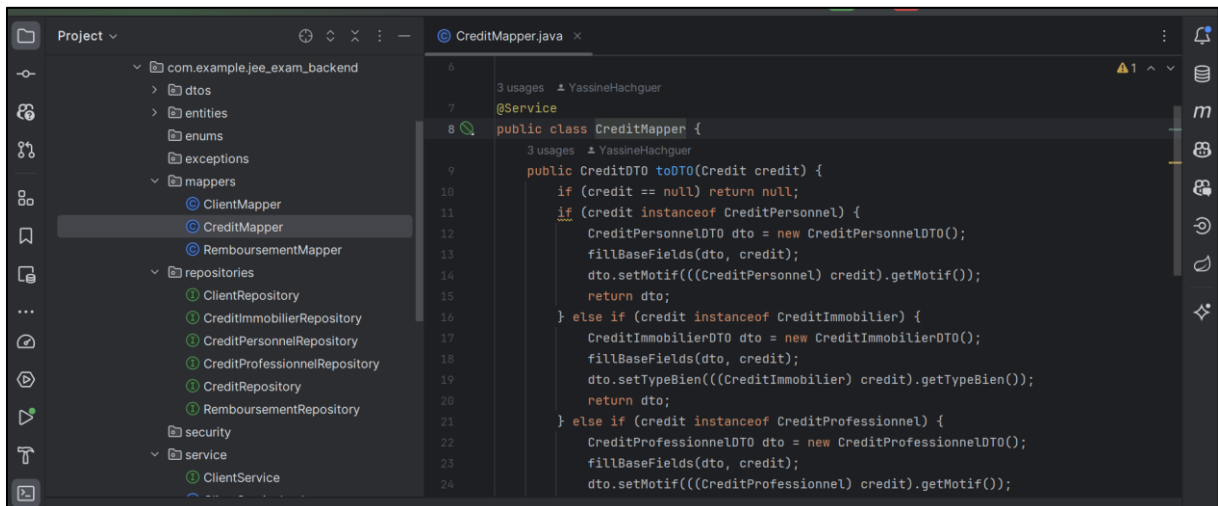 Project
com.example.jee_exam_backend
dtos
entities
enums
exceptions
mappers
ClientMapper
CreditMapper
RemboursementMapper
repositories
ClientRepository
CreditImmobilierRepository
CreditPersonnelRepository
CreditProfessionnelRepository
CreditRepository
RemboursementRepository
security
service
ClientService
CreditMapper.java
1
6
3 usages YassineHachguer
7 @Service
8 public class CreditMapper {
3 usages YassineHachguer
9 public CreditDTO toDTO(Credit credit) {
10 if (credit == null) return null;
11 if (credit instanceof CreditPersonnel) {
12 CreditPersonnelDTO dto = new CreditPersonnelDTO();
13 fillBaseFields(dto, credit);
14 dto.setMotif(((CreditPersonnel) credit).getMotif());
15 return dto;
16 } else if (credit instanceof CreditImmobilier) {
17 CreditImmobilierDTO dto = new CreditImmobilierDTO();
18 fillBaseFields(dto, credit);
19 dto.setTypeBien(((CreditImmobilier) credit).getTypeBien());
20 return dto;
21 } else if (credit instanceof CreditProfessionnel) {
22 CreditProfessionnelDTO dto = new CreditProfessionnelDTO();
23 fillBaseFields(dto, credit);
24 dto.setMotif(((CreditProfessionnel) credit).getMotif());
m